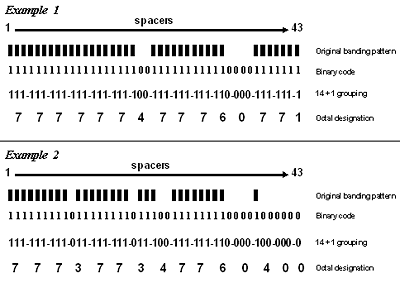 Example 1
1 spacers 43
Original banding pattern
1111111111111111111001111111111100001111111 Binary code
111-111-111-111-111-111-100-111-111-111-110-000-111-111-1 14 + 1 grouping
7 7 7 7 7 7 4 7 7 7 6 0 7 7 1 Octal designation
Example 2
1 spacers 43
Original banding pattern
1111111110111111110111001111111100001000000 Binary code
111-111-111-011-111-111-011-100-111-111-110-000-100-000-0 14 + 1 grouping
7 7 7 3 7 7 3 4 7 7 6 0 4 0 0 Octal designation